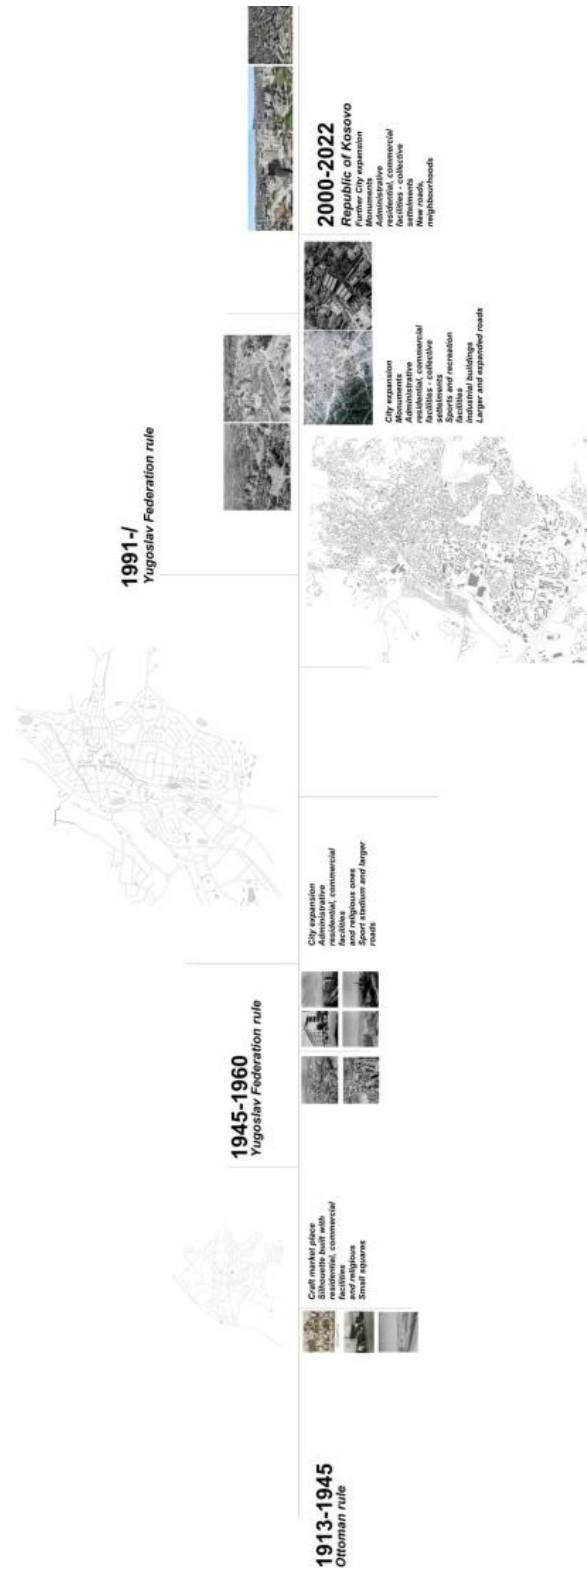 1913-1945
Ottoman rule
Craft market place
Silhouette built with
residential, commercial
facilities
and religious
Small squares
1945-1960
Yugoslav Federation rule
City expansion
Administrative
residential, commercial
facilities
and religious ones
Sport stadium and larger
roads
1991-/
Yugoslav Federation rule
City expansion
Monuments
Administrative
residential, commercial
facilities - collective
settlements
Sports and recreation
facilities
Industrial buildings
Larger and expanded roads
2000-2022
Republic of Kosovo
Further City expansion
Monuments
Administrative
residential, commercial
facilities - collective
settlements
New roads,
neighbourhoods